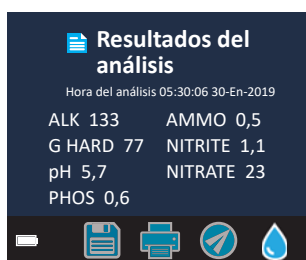 Resultados del
análisis
Hora del análisis 05:30:06 30-En-2019
ALK 133 AMMO 0,5
G HARD 77 NITRITE 1,1
pH 5,7 NITRATE 23
PHOS 0,6